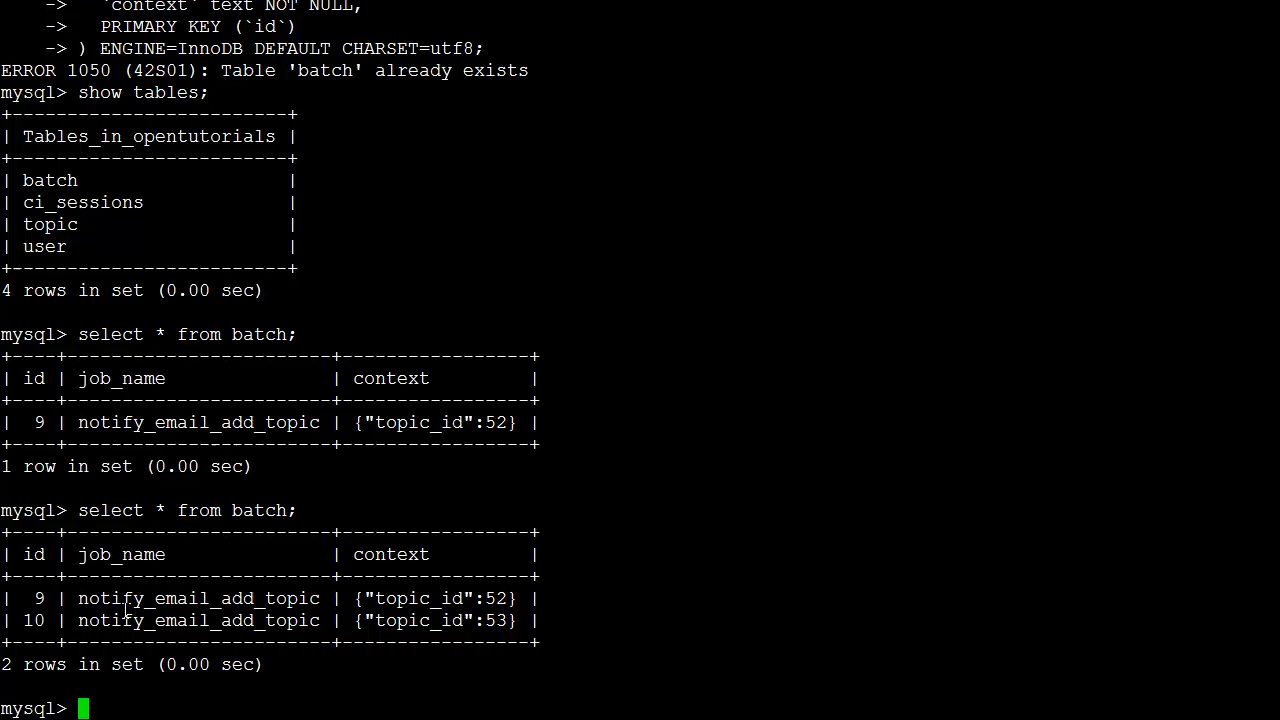 -> `context` text NOT NULL,
    ->  PRIMARY KEY (`id`)
    -> ) ENGINE=InnoDB DEFAULT CHARSET=utf8;
ERROR 1050 (42S01): Table 'batch' already exists
mysql> show tables;
+-------------------------+
| Tables_in_opentutorials |
+-------------------------+
| batch                   |
| ci_sessions             |
| topic                   |
| user                    |
+-------------------------+
4 rows in set (0.00 sec)

mysql> select * from batch;
+----+------------------------+-----------------+
| id | job_name               | context         |
+----+------------------------+-----------------+
|  9 | notify_email_add_topic | {"topic_id":52} |
+----+------------------------+-----------------+
1 row in set (0.00 sec)

mysql> select * from batch;
+----+------------------------+-----------------+
| id | job_name               | context         |
+----+------------------------+-----------------+
|  9 | notify_email_add_topic | {"topic_id":52} |
| 10 | notify_email_add_topic | {"topic_id":53} |
+----+------------------------+-----------------+
2 rows in set (0.00 sec)

mysql>